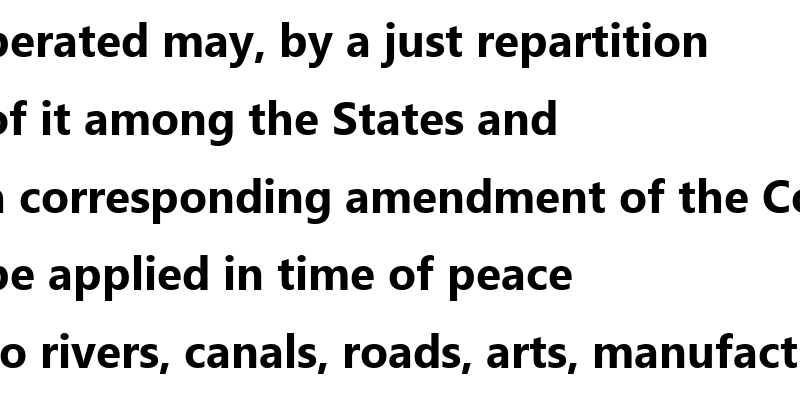 perated may, by a just repartition
of it among the States and
corresponding amendment of the
be applied in time of peace
o rivers, canals, roads, arts, manufact